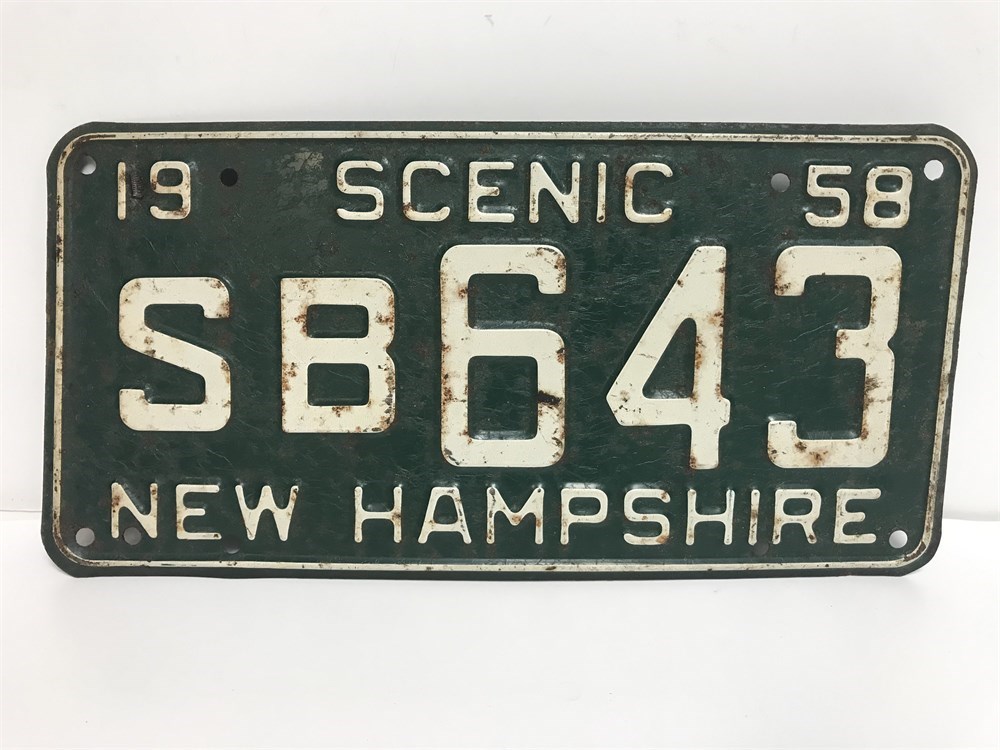 19 SCENIC 58
SB643
NEW HAMPSHIRE